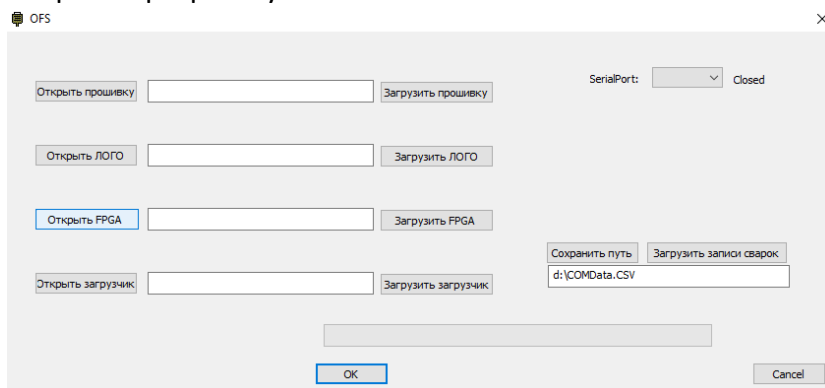 OFS
Открыть прошивку Загрузить прошивку SerialPort: Closed
Открыть ЛОГО Загрузить ЛОГО
Открыть FPGA Загрузить FPGA
Сохранить путь Загрузить записи сварок
d:\COMData.CSV
Открыть загрузчик Загрузить загрузчик
OK Cancel